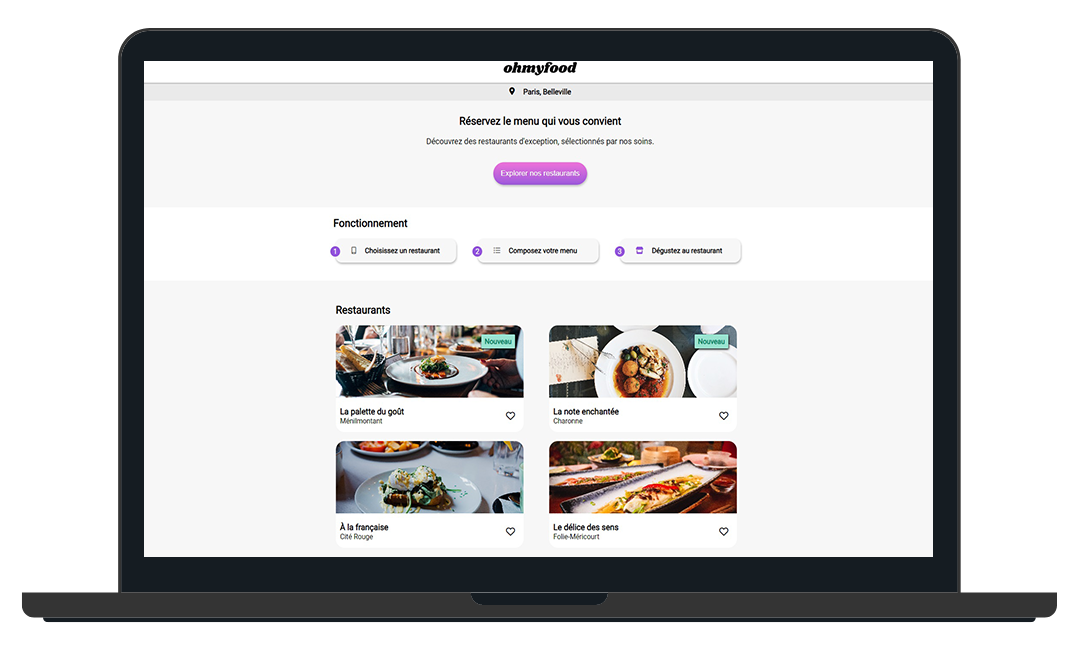 ohmyfood
Paris, Belleville
Réservez le menu qui vous convient
Découvrez des restaurants d'exception, sélectionnés par nos soins.
Explorer nos restaurants
Fonctionnement
1 Choisissez un restaurant
2 Composez votre menu
3 Dégustez au restaurant
Restaurants
Nouveau
La palette du goût
Ménilmontant
Nouveau
La note enchantée
Charonne
À la française
Cité Rouge
Le délice des sens
Folie-Méricourt